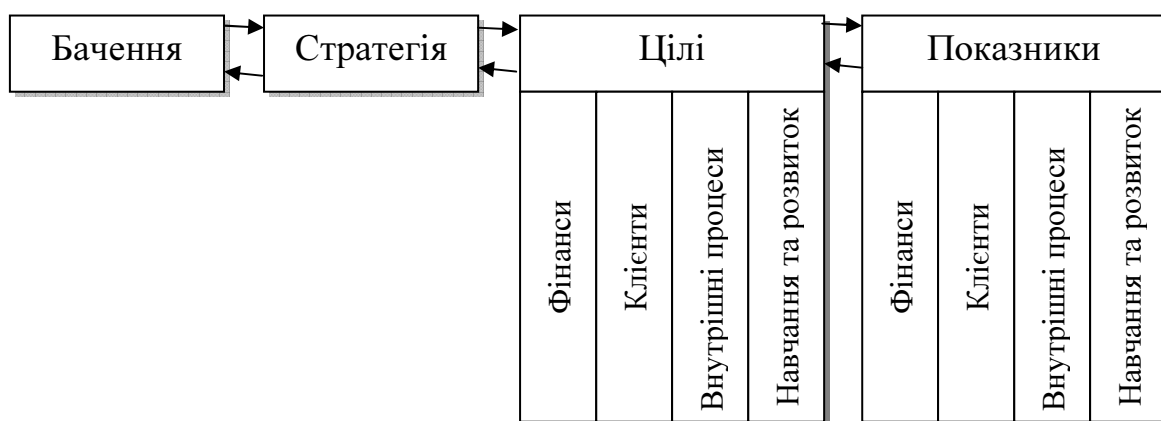 Бачення
Стратегія
Цілі
Показники
Фінанси
Клієнти
Внутрішні процеси
Навчання та розвиток
Фінанси
Клієнти
Внутрішні процеси
Навчання та розвиток